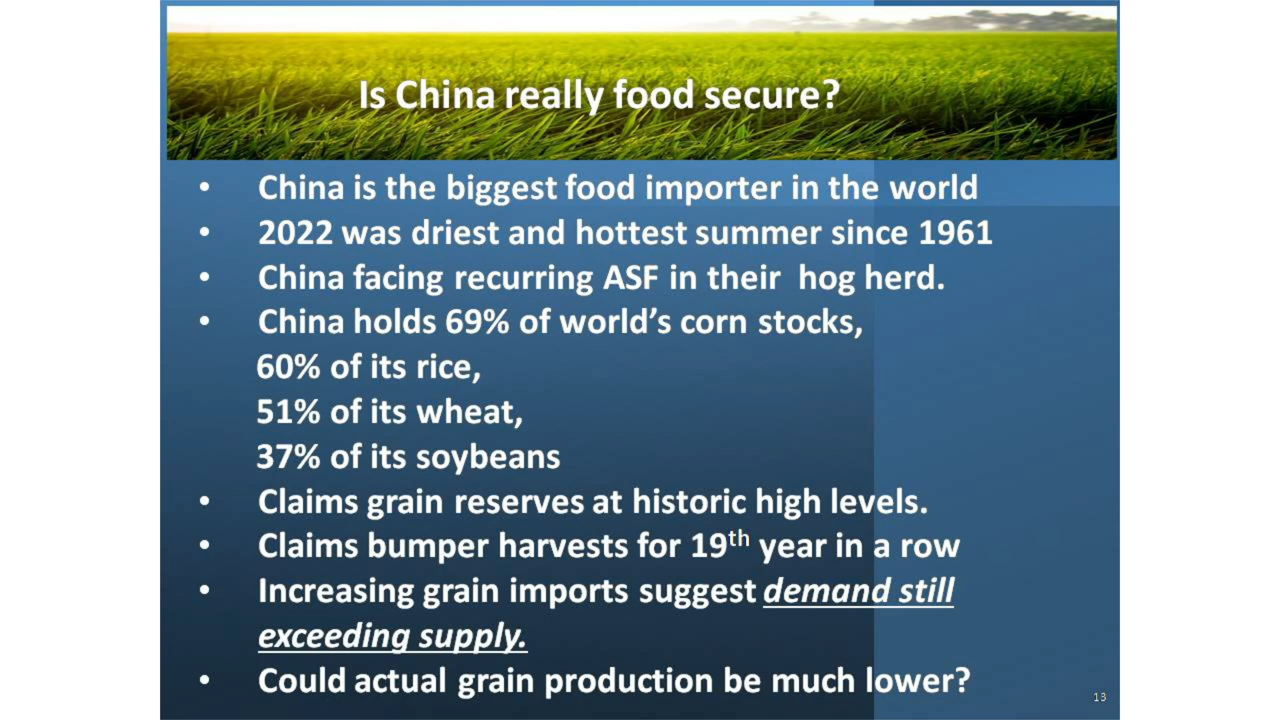 Is China really food secure?
• China is the biggest food importer in the world
• 2022 was driest and hottest summer since 1961
• China facing recurring ASF in their hog herd.
• China holds 69% of world's corn stocks,
60% of its rice,
51% of its wheat,
37% of its soybeans
• Claims grain reserves at historic high levels.
• Claims bumper harvests for 19th year in a row
• Increasing grain imports suggest demand still
exceeding supply.
• Could actual grain production be much lower?
13